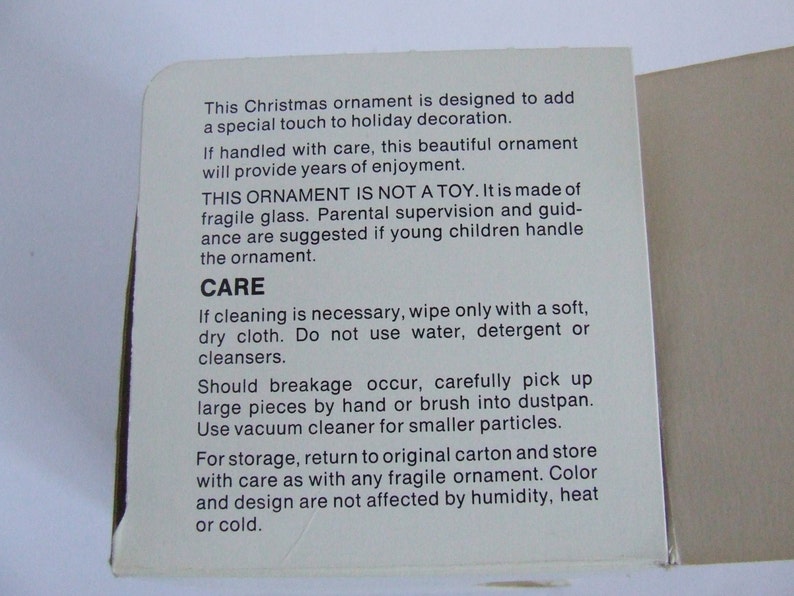 This Christmas ornament is designed to add
a special touch to holiday decoration.
If handled with care, this beautiful ornament
will provide years of enjoyment.
THIS ORNAMENT IS NOT A TOY. It is made of
fragile glass. Parental supervision and guid-
ance are suggested if young children handle
the ornament.
CARE
If cleaning is necessary, wipe only with a soft,
dry cloth. Do not use water, detergent or
cleansers.
Should breakage occur, carefully pick up
large pieces by hand or brush into dustpan.
Use vacuum cleaner for smaller particles.
For storage, return to original carton and store
with care as with any fragile ornament. Color
and design are not affected by humidity, heat
or cold.